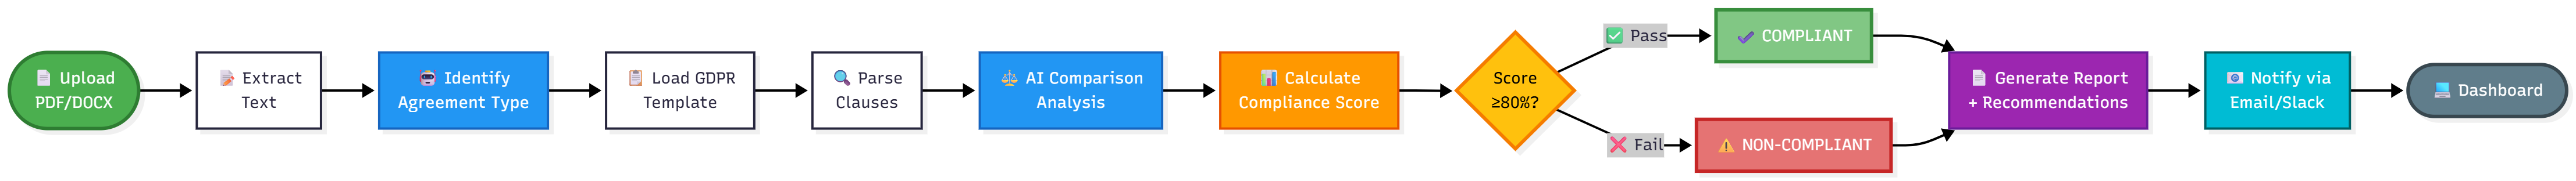 📄 Upload
PDF/DOCX
📝 Extract
Text
🤖 Identify
Agreement Type
📋 Load GDPR
Template
🔍 Parse
Clauses
⚖️ AI Comparison
Analysis
📊 Calculate
Compliance Score
Score
≥80%?
✅ Pass
✔️ COMPLIANT
❌ Fail
⚠️ NON-COMPLIANT
📄 Generate Report
+ Recommendations
📧 Notify via
Email/Slack
💻 Dashboard